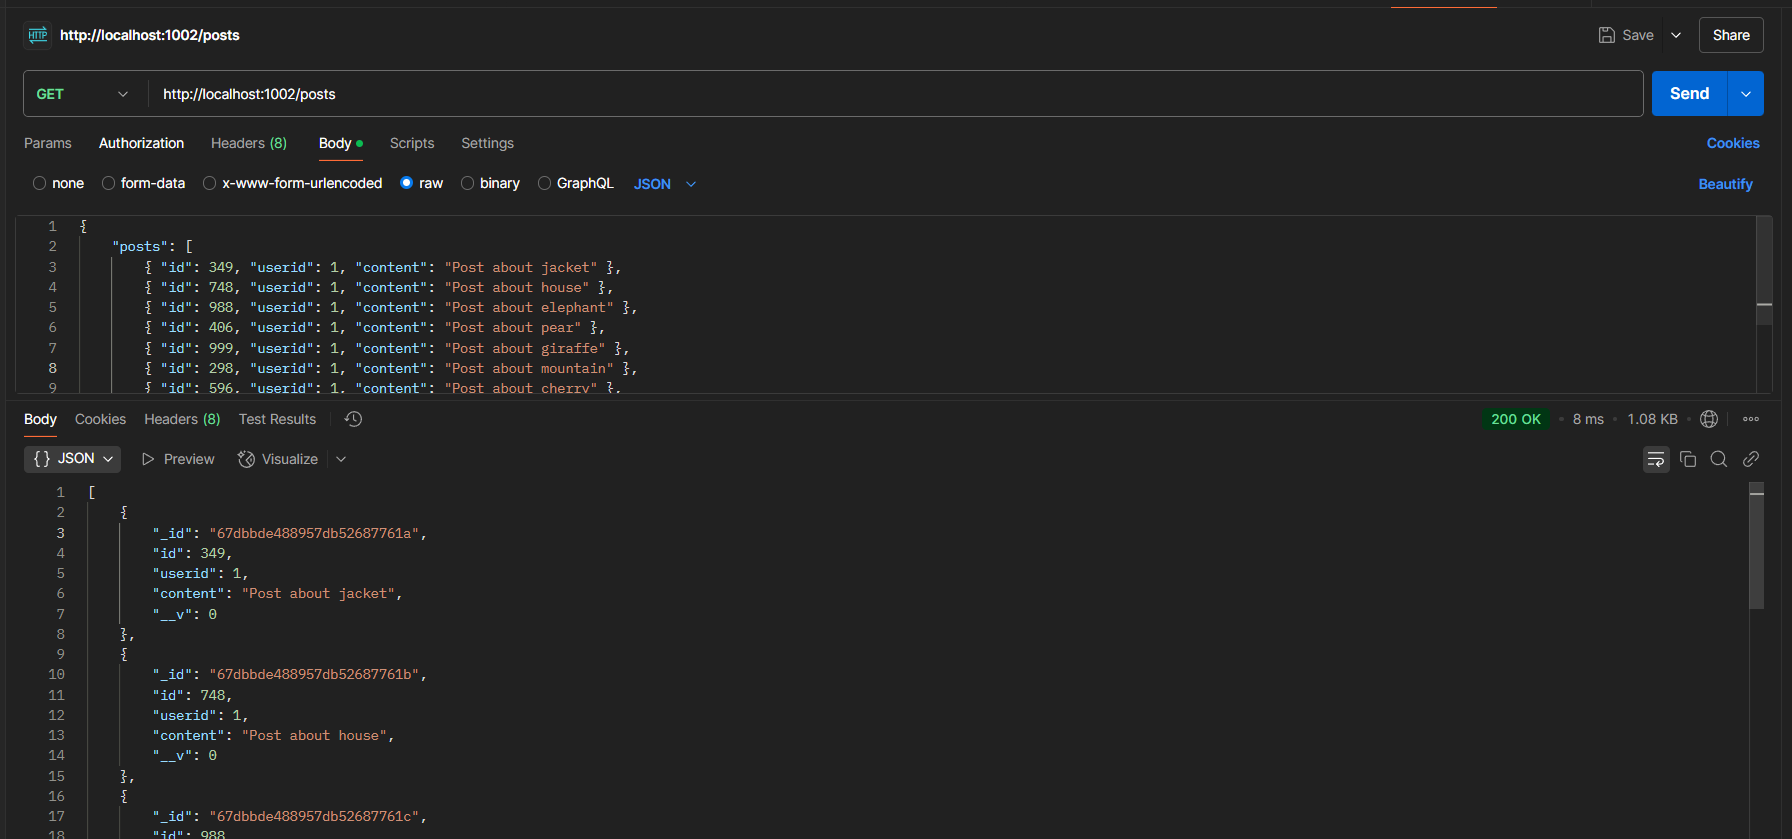 HTTP http://localhost:1002/posts Save Share
GET http://localhost:1002/posts Send
Params Authorization Headers (8) Body Scripts Settings Cookies
none form-data x-www-form-urlencoded raw binary GraphQL JSON Beautify
1 {
2 "posts": [
3 { "id": 349, "userid": 1, "content": "Post about jacket" },
4 { "id": 748, "userid": 1, "content": "Post about house" },
5 { "id": 988, "userid": 1, "content": "Post about elephant" },
6 { "id": 406, "userid": 1, "content": "Post about pear" },
7 { "id": 999, "userid": 1, "content": "Post about giraffe" },
8 { "id": 298, "userid": 1, "content": "Post about mountain" },
9 { "id": 596, "userid": 1, "content": "Post about cherry" },
Body Cookies Headers (8) Test Results 200 OK • 8 ms • 1.08 KB •
{} JSON Preview Visualize
1 [
2 {
3 "_id": "67dbbde488957db52687761a",
4 "id": 349,
5 "userid": 1,
6 "content": "Post about jacket",
7 "__v": 0
8 },
9 {
10 "_id": "67dbbde488957db52687761b",
11 "id": 748,
12 "userid": 1,
13 "content": "Post about house",
14 "__v": 0
15 },
16 {
17 "_id": "67dbbde488957db52687761c",
18 "id": 988